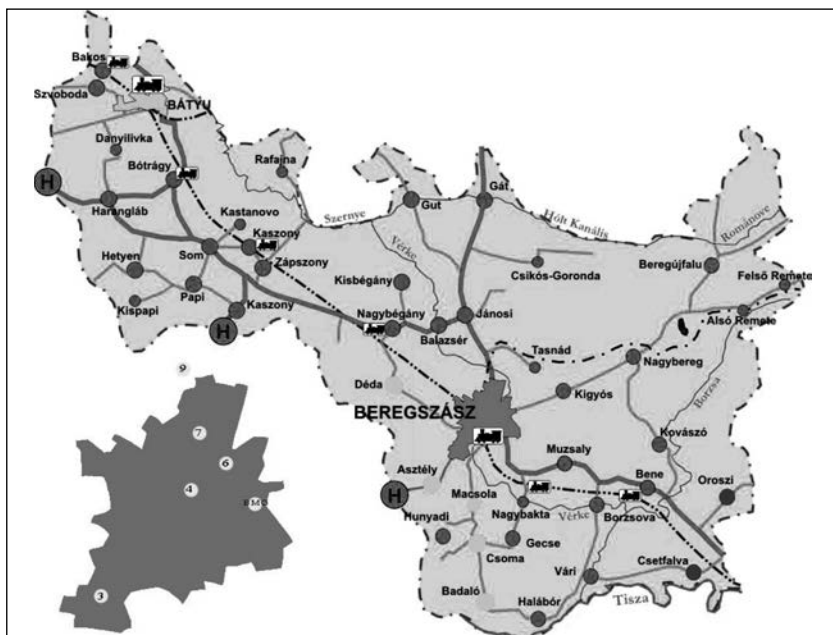 Bakos
Szvoboda
BÁTYU
Danyilivka
Bótrágy
Rafajna
H
Harangláb
Kastanovo
Szernye
Gut
Gát
Hólt Kanális
Románove
Kaszony
Som
Hetyen
Zápszony
Vérke
Kisbégány
Csikós-Goronda
Beregújfalu
Felső Remete
Papi
Kispapi
Kaszony
H
Nagybégány
Jánosi
Balazsér
Alsó Remete
Tasnád
Nagybereg
Déda
Kigyós
Borzsa
BEREGSZÁSZ
Kovászó
Muzsaly
Asztély
Bene
Oroszi
H
Macsola
Hunyadi
Nagybakta
Vérke
Borzsova
Gecse
Csoma
Vári
Csetfalva
Badaló
Halábór
Tisza
9
7
6
4
BMO
3